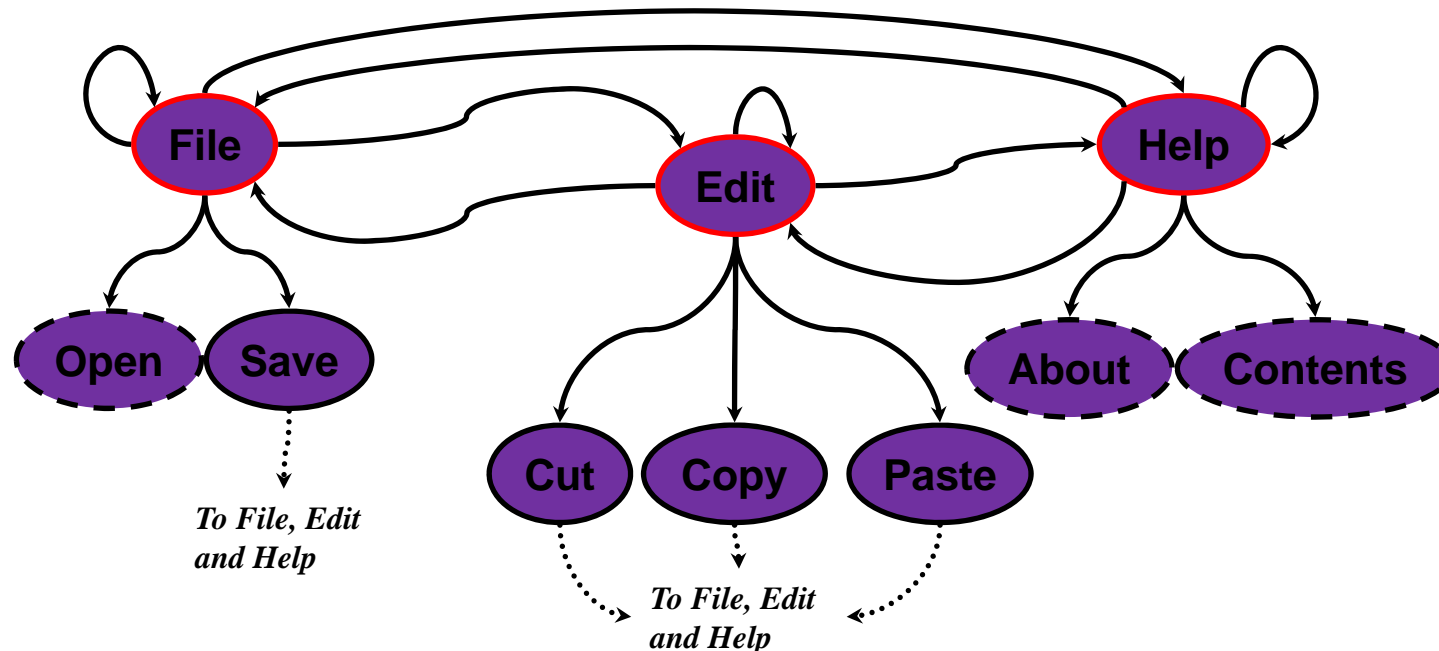 File
Help
Edit
Open
Save
About
Contents
Cut
Copy
Paste
To File, Edit
and Help
To File, Edit
and Help